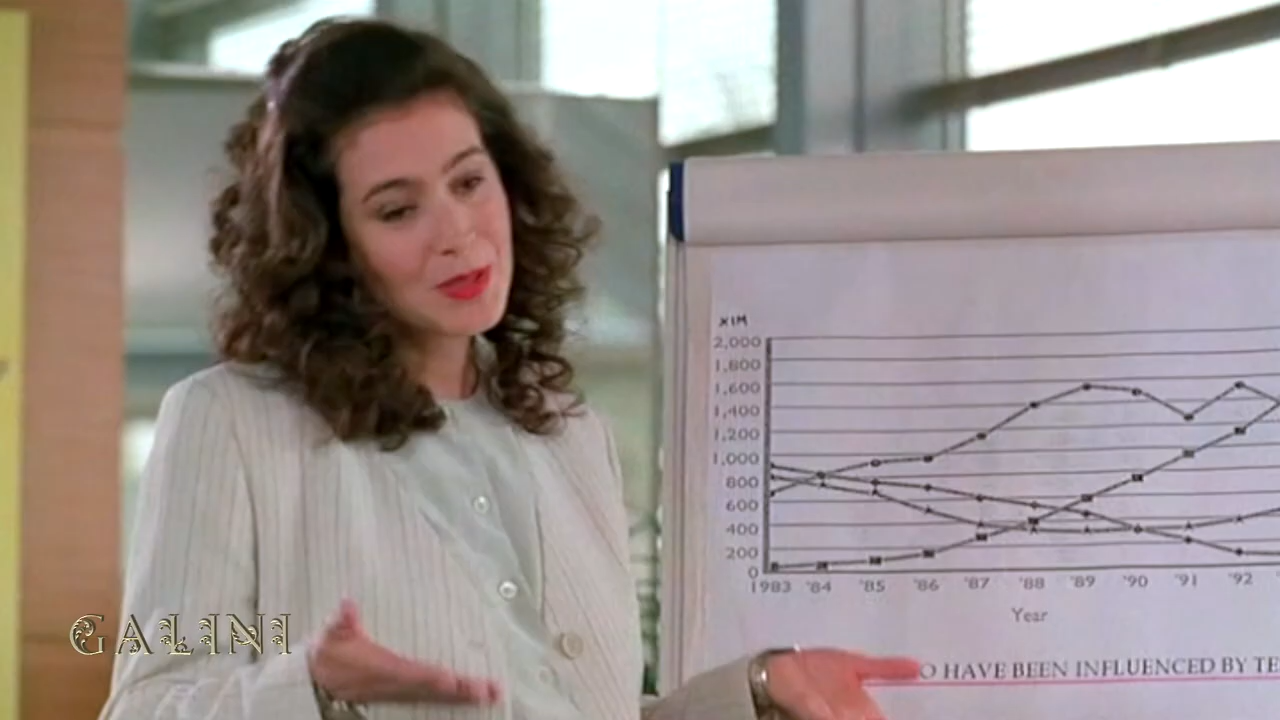 XIM
2,000
1,800
1,600
1,400
1,200
1,000
800
600
400
200
0
1983 '84 '85 '86 '87 '88 '89 '90 '91 '92
Year
O HAVE BEEN INFLUENCED BY TE
GALINI